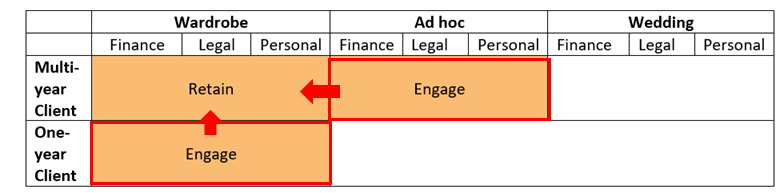 Wardrobe Ad hoc Wedding
Finance Legal Personal Finance Legal Personal Finance Legal Personal
Multi-
year
Client
Retain
Engage
One-
year
Client
Engage